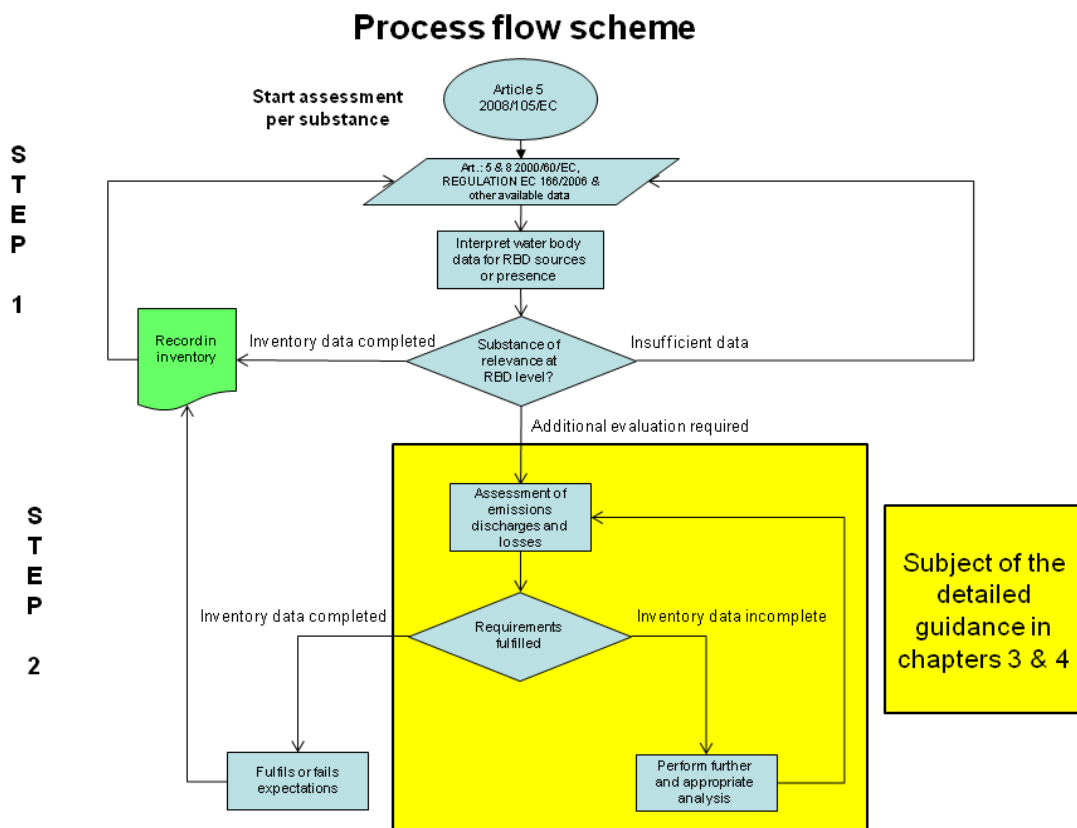 Process flow scheme
Start assessment
per substance
Article 5
2008/105/EC
S
T
E
P
1
Art.: 5 & 8 2000/60/EC,
REGULATION EC 166/2006 &
other available data
Interpret water body
data for RBD sources
or presence
Record in
inventory
Inventory data completed
Substance of
relevance at
RBD level?
Insufficient data
Additional evaluation required
S
T
E
P
2
Assessment of
emissions
discharges and
losses
Subject of the
detailed
guidance in
chapters 3 & 4
Inventory data completed
Requirements
fulfilled
Inventory data incomplete
Fulfils or fails
expectations
Perform further
and appropriate
analysis